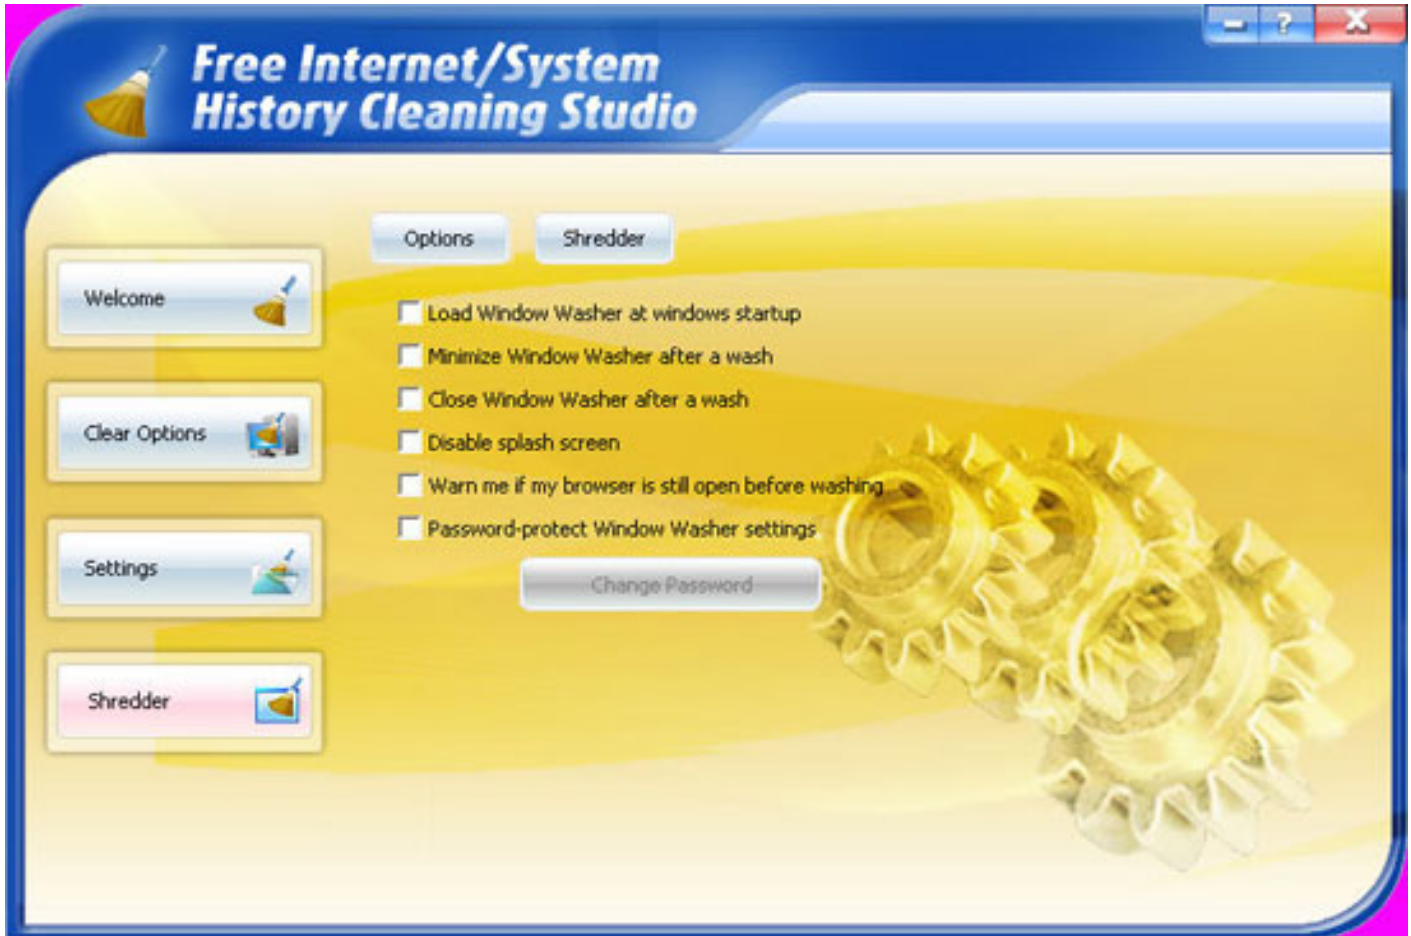 Free Internet/System
History Cleaning Studio
?
X
Options
Shredder
Welcome
Load Window Washer at windows startup
Minimize Window Washer after a wash
Close Window Washer after a wash
Clear Options
Disable splash screen
Warn me if my browser is still open before washing
Password-protect Window Washer settings
Settings
Change Password
Shredder